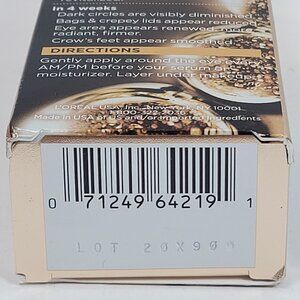 in 4 weeks
Dark circles are visibly diminished
Bags & crepey lids appear reduced
Eye area appears renewed, more
radiant, firmer
Crow's feet appear smoothed
DIRECTIONS
Gently apply around the eye every
AM/PM before your serum &
moisturizer. Layer under makeup
L'OREAL USA, Inc., New York, NY 10001
Made in USA of US and/or imported ingredients
0 71249 64219 1
LOT 20X90